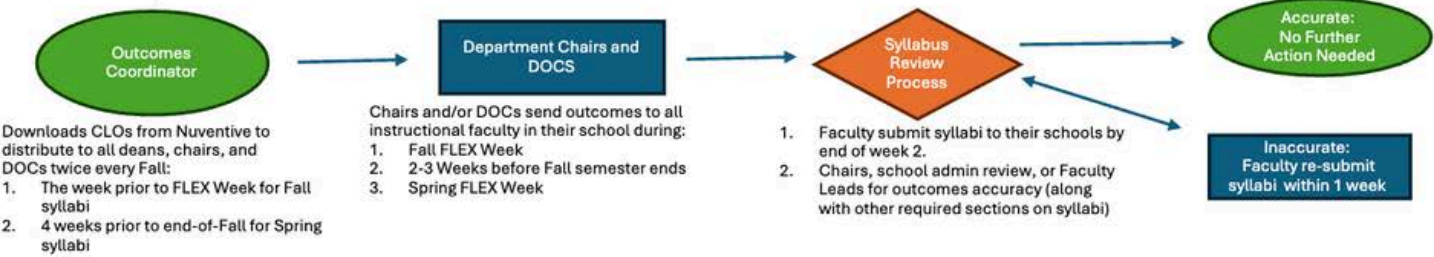 Outcomes
Coordinator
Downloads CLOs from Nuventive to
distribute to all deans, chairs, and
DOCs twice every Fall:
1. The week prior to FLEX Week for Fall
syllabi
2. 4 weeks prior to end-of-Fall for Spring
syllabi
Department Chairs and
DOCS
Chairs and/or DOCs send outcomes to all
instructional faculty in their school during:
1. Fall FLEX Week
2. 2-3 Weeks before Fall semester ends
3. Spring FLEX Week
Syllabus
Review
Process
1. Faculty submit syllabi to their schools by
end of week 2.
2. Chairs, school admin review, or Faculty
Leads for outcomes accuracy (along
with other required sections on syllabi)
Accurate:
No Further
Action Needed
Inaccurate:
Faculty re-submit
syllabi within 1 week